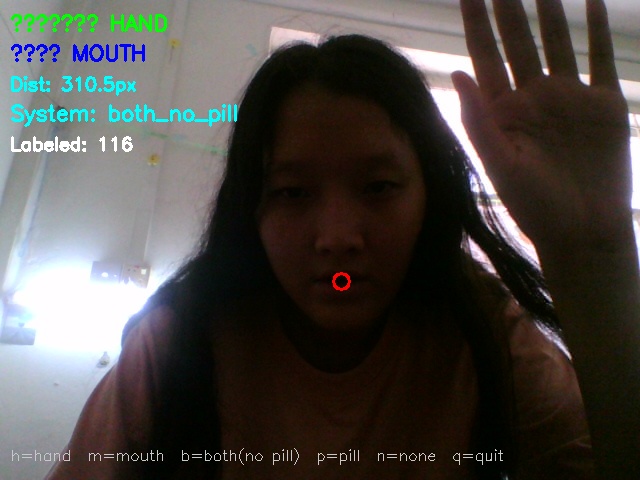 ??????? HAND
???? MOUTH
Dist: 310.5px
System: both_no_pill
Labeled: 116
h=hand m=mouth b=both(no pill) p=pill n=none q=quit